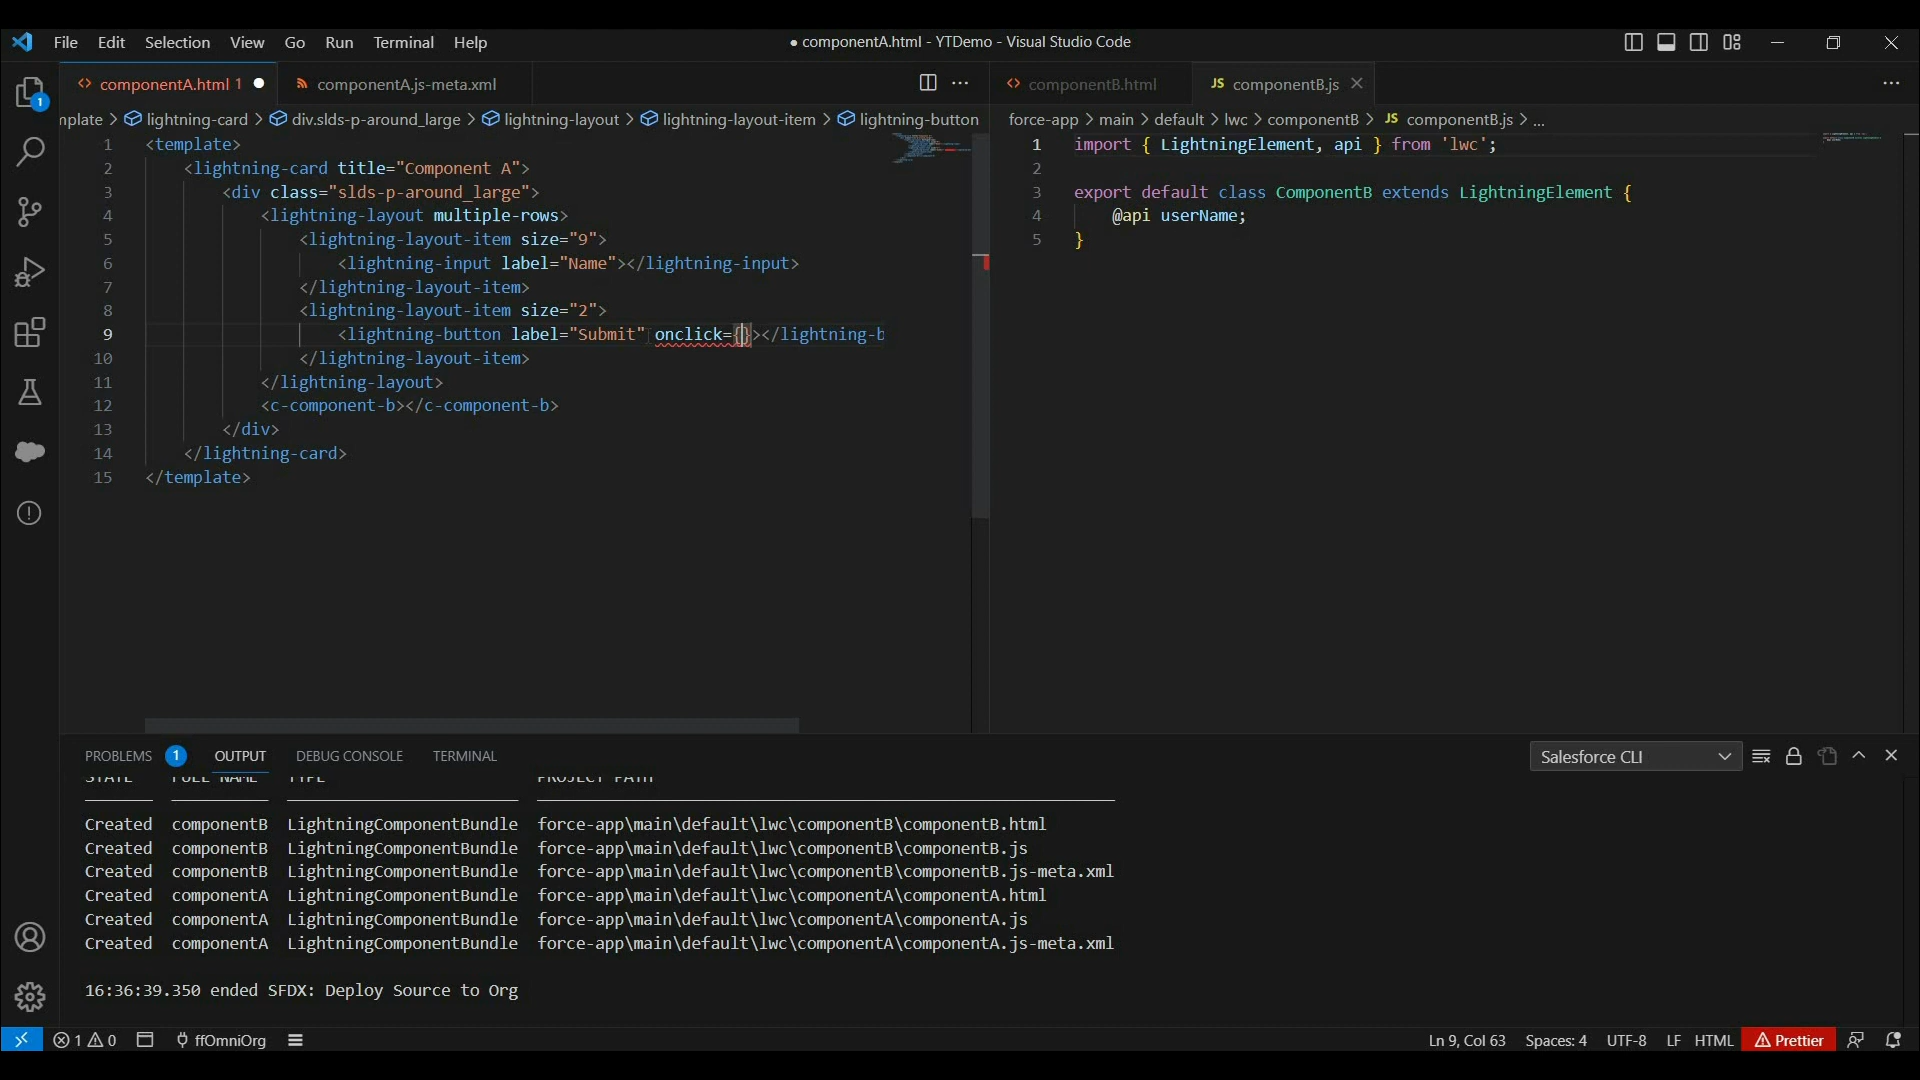 File Edit Selection View Go Run Terminal Help
● componentA.html - YTDemo - Visual Studio Code
componentA.html 1 ●
componentA.js-meta.xml
componentB.html
JS componentB.js
mplate > lightning-card > div.slds-p-around_large > lightning-layout > lightning-layout-item > lightning-button
1 <template>
2 <lightning-card title="Component A">
3 <div class="slds-p-around_large">
4 <lightning-layout multiple-rows>
5 <lightning-layout-item size="9">
6 <lightning-input label="Name"></lightning-input>
7 </lightning-layout-item>
8 <lightning-layout-item size="2">
9 <lightning-button label="Submit" onclick={}></lightning-b
10 </lightning-layout-item>
11 </lightning-layout>
12 <c-component-b></c-component-b>
13 </div>
14 </lightning-card>
15 </template>
force-app > main > default > lwc > componentB > JS componentB.js > ...
1 import { LightningElement, api } from 'lwc';
2
3 export default class ComponentB extends LightningElement {
4 @api userName;
5 }
PROBLEMS 1 OUTPUT DEBUG CONSOLE TERMINAL
Salesforce CLI
STATE FULL NAME TYPE PROJECT PATH
Created componentB LightningComponentBundle force-app\main\default\lwc\componentB\componentB.html
Created componentB LightningComponentBundle force-app\main\default\lwc\componentB\componentB.js
Created componentB LightningComponentBundle force-app\main\default\lwc\componentB\componentB.js-meta.xml
Created componentA LightningComponentBundle force-app\main\default\lwc\componentA\componentA.html
Created componentA LightningComponentBundle force-app\main\default\lwc\componentA\componentA.js
Created componentA LightningComponentBundle force-app\main\default\lwc\componentA\componentA.js-meta.xml
16:36:39.350 ended SFDX: Deploy Source to Org
1 0 ffOmniOrg
Ln 9, Col 63 Spaces: 4 UTF-8 LF HTML Prettier